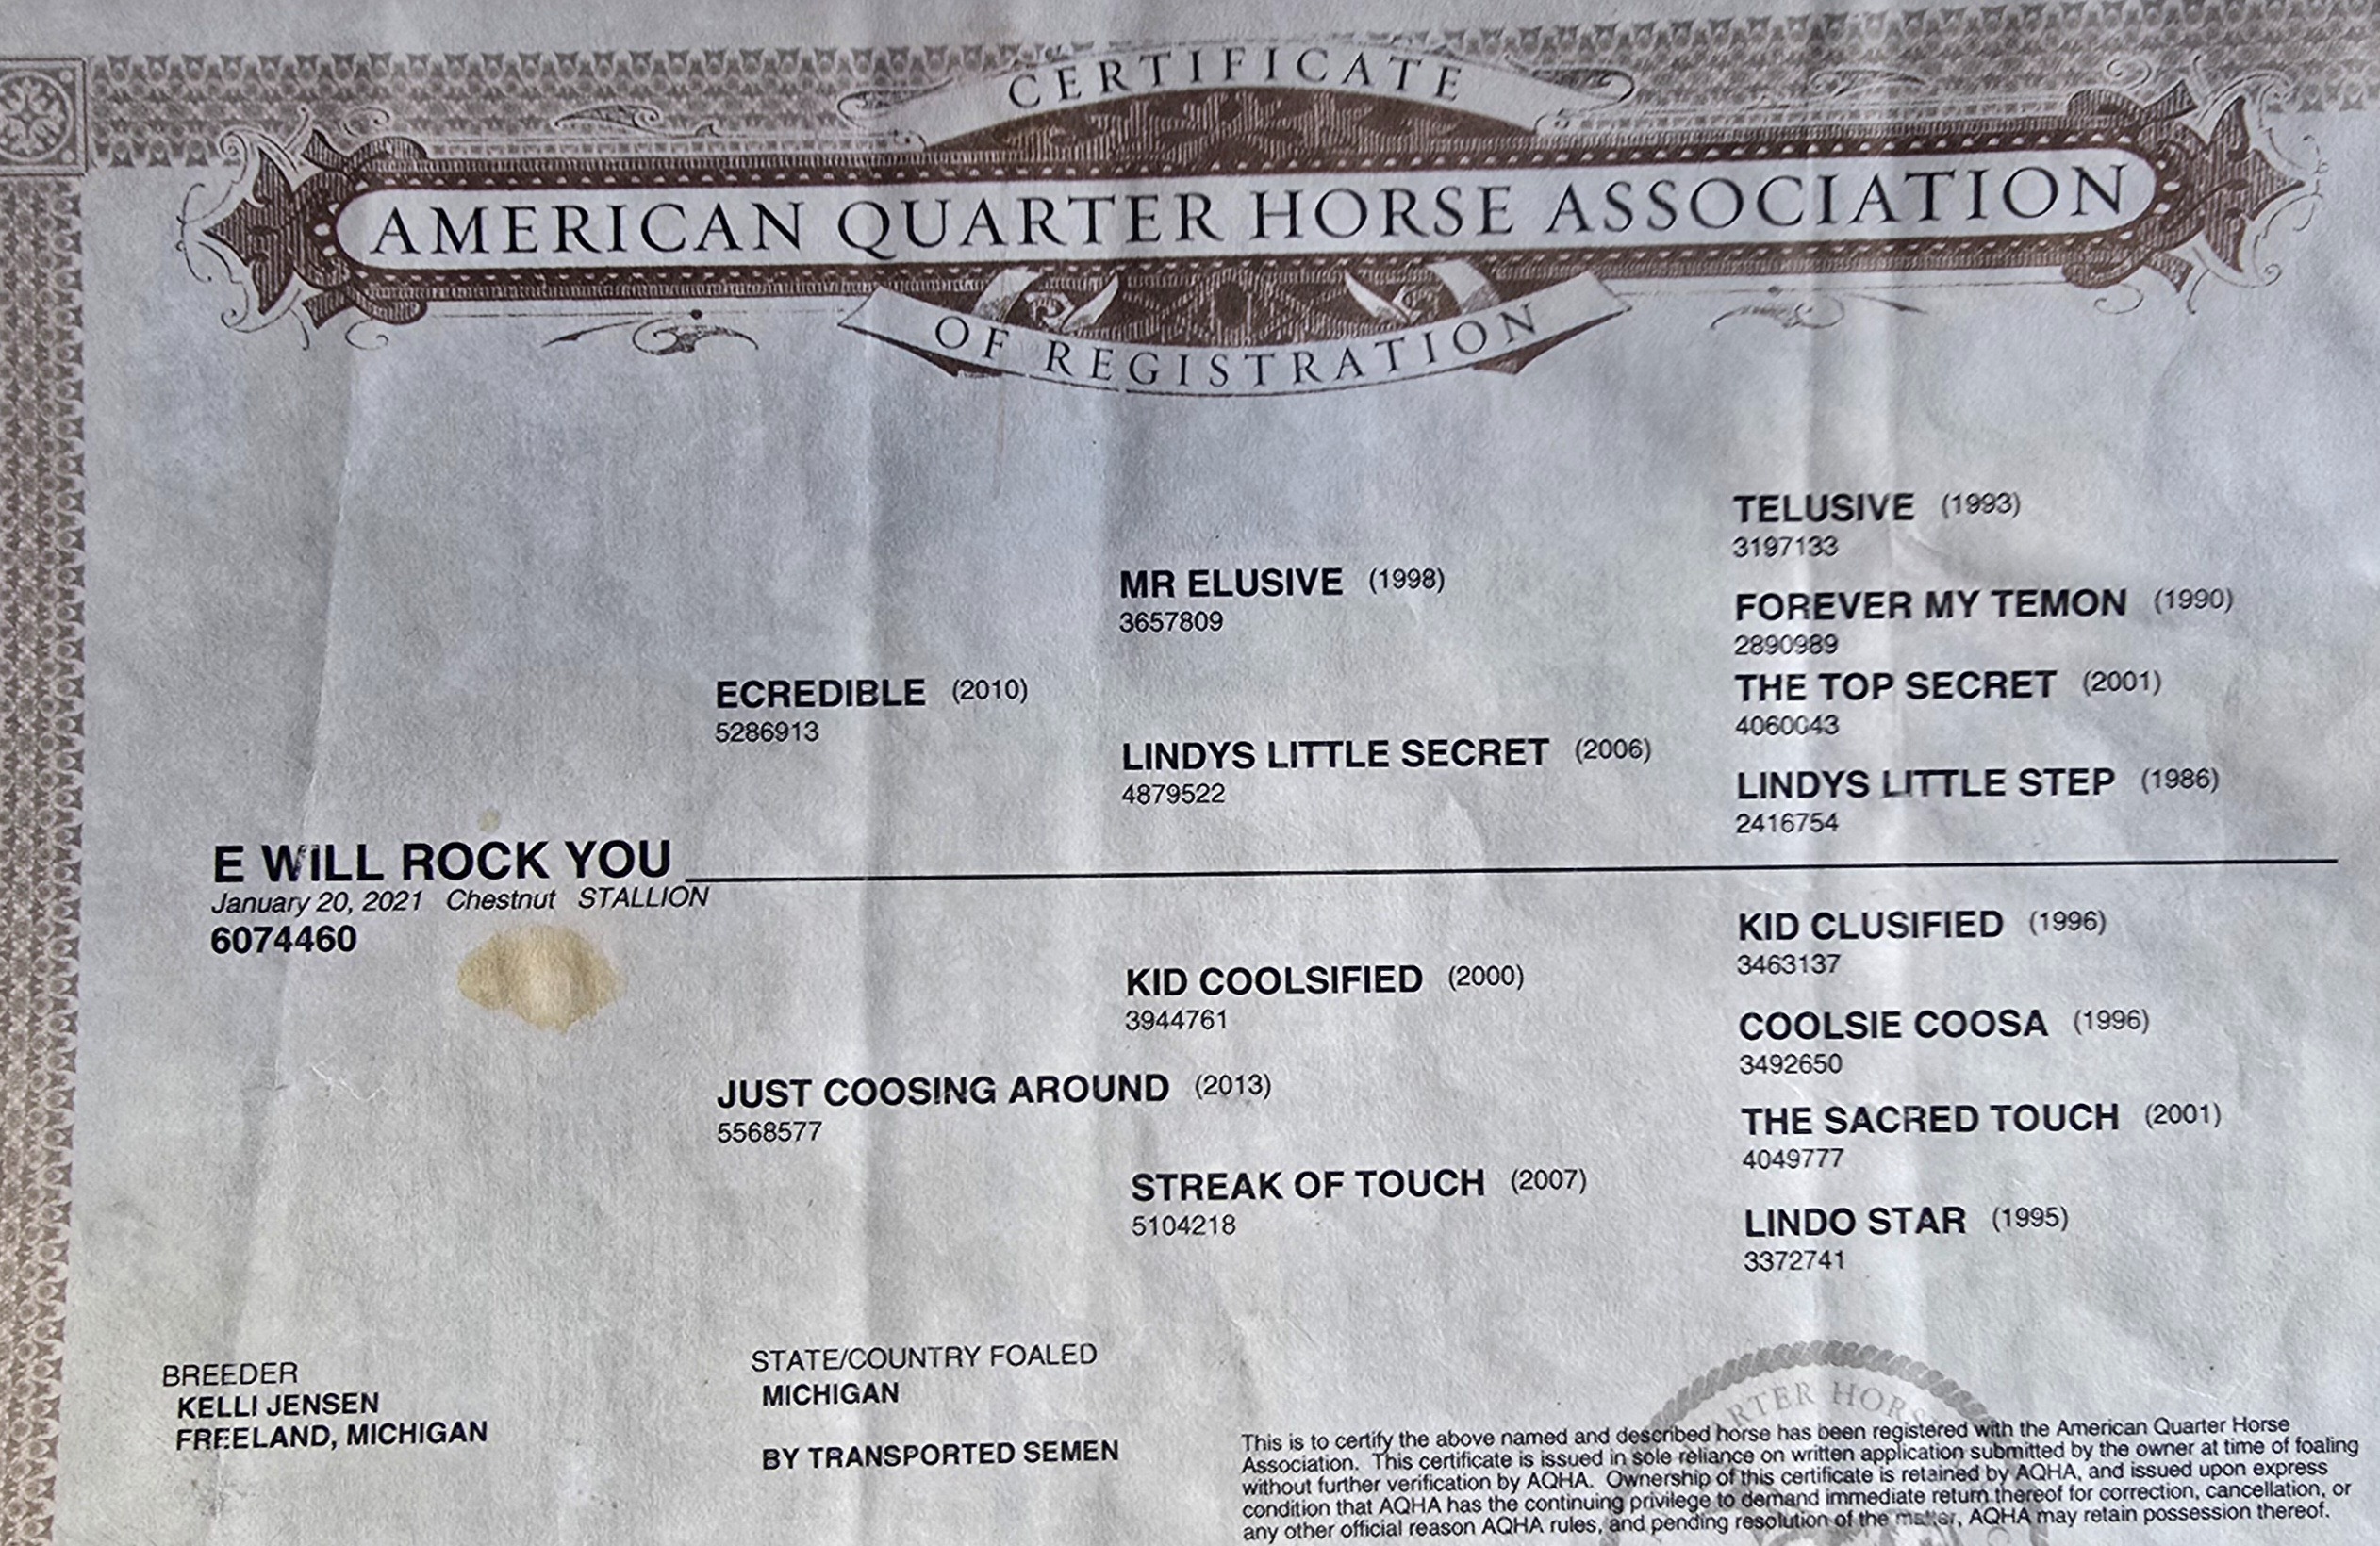 CERTIFICATE
AMERICAN QUARTER HORSE ASSOCIATION
OF REGISTRATION
TELUSIVE (1993)
3197133
MR ELUSIVE (1998)
3657809
FOREVER MY TEMON (1990)
2890989
ECREDIBLE (2010)
5286913
THE TOP SECRET (2001)
4060043
LINDYS LITTLE SECRET (2006)
4879522
LINDYS LITTLE STEP (1986)
2416754
E WILL ROCK YOU
January 20, 2021 Chestnut STALLION
6074460
KID CLUSIFIED (1996)
3463137
KID COOLSIFIED (2000)
3944761
COOLSIE COOSA (1996)
3492650
JUST COOSING AROUND (2013)
5568577
THE SACRED TOUCH (2001)
4049777
STREAK OF TOUCH (2007)
5104218
LINDO STAR (1995)
3372741
BREEDER
KELLI JENSEN
FREELAND, MICHIGAN
STATE/COUNTRY FOALED
MICHIGAN
BY TRANSPORTED SEMEN
This is to certify the above named and described horse has been registered with the American Quarter Horse
Association. This certificate is issued in sole reliance on written application submitted by the owner at time of foaling
without further verification by AQHA. Ownership of this certificate is retained by AQHA, and issued upon express
condition that AQHA has the continuing privilege to demand immediate return thereof for correction, cancellation, or
any other official reason AQHA rules, and pending resolution of the matter, AQHA may retain possession thereof.